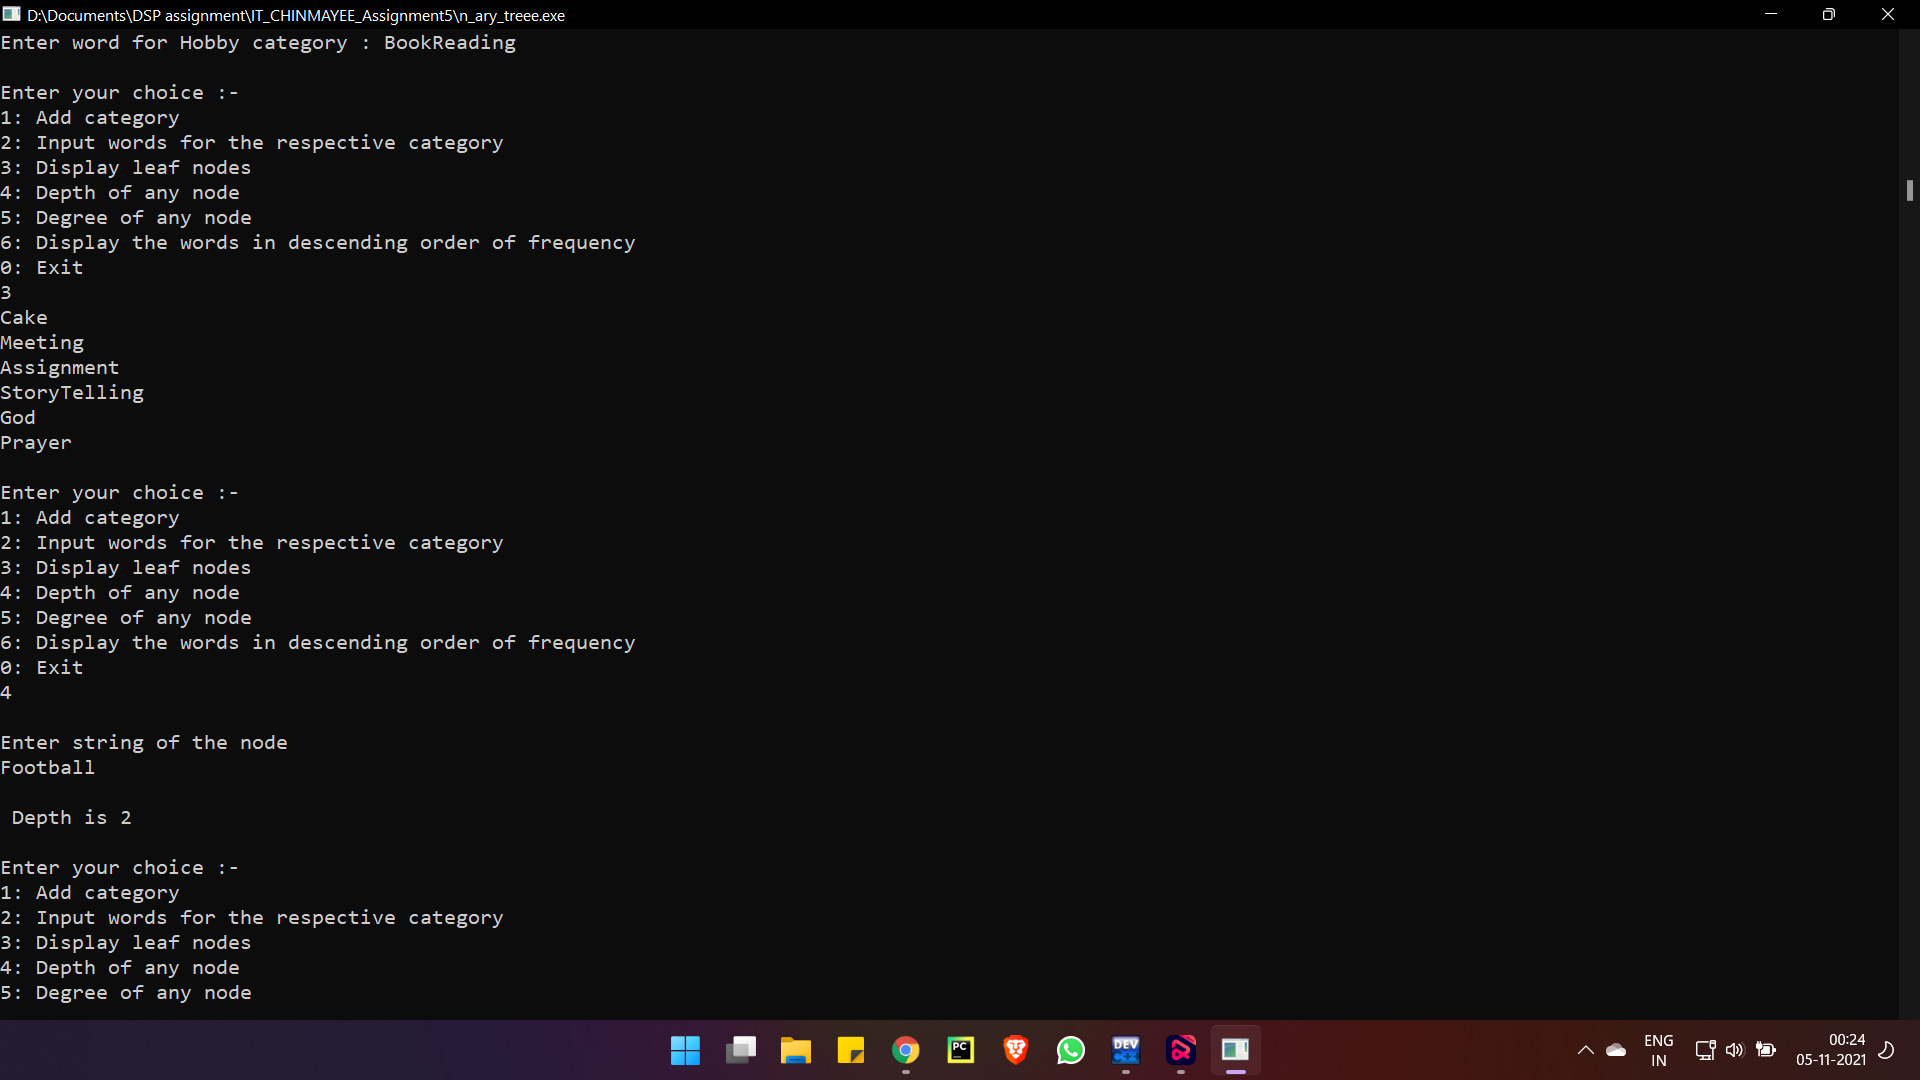 D:\Documents\DSP assignment\IT_CHINMAYEE_Assignment5\n_ary_treee.exe
Enter word for Hobby category : BookReading
Enter your choice :-
1: Add category
2: Input words for the respective category
3: Display leaf nodes
4: Depth of any node
5: Degree of any node
6: Display the words in descending order of frequency
0: Exit
3
Cake
Meeting
Assignment
StoryTelling
God
Prayer
Enter your choice :-
1: Add category
2: Input words for the respective category
3: Display leaf nodes
4: Depth of any node
5: Degree of any node
6: Display the words in descending order of frequency
0: Exit
4
Enter string of the node
Football
Depth is 2
Enter your choice :-
1: Add category
2: Input words for the respective category
3: Display leaf nodes
4: Depth of any node
5: Degree of any node
PC
DEV
ENG
IN
00:24
05-11-2021